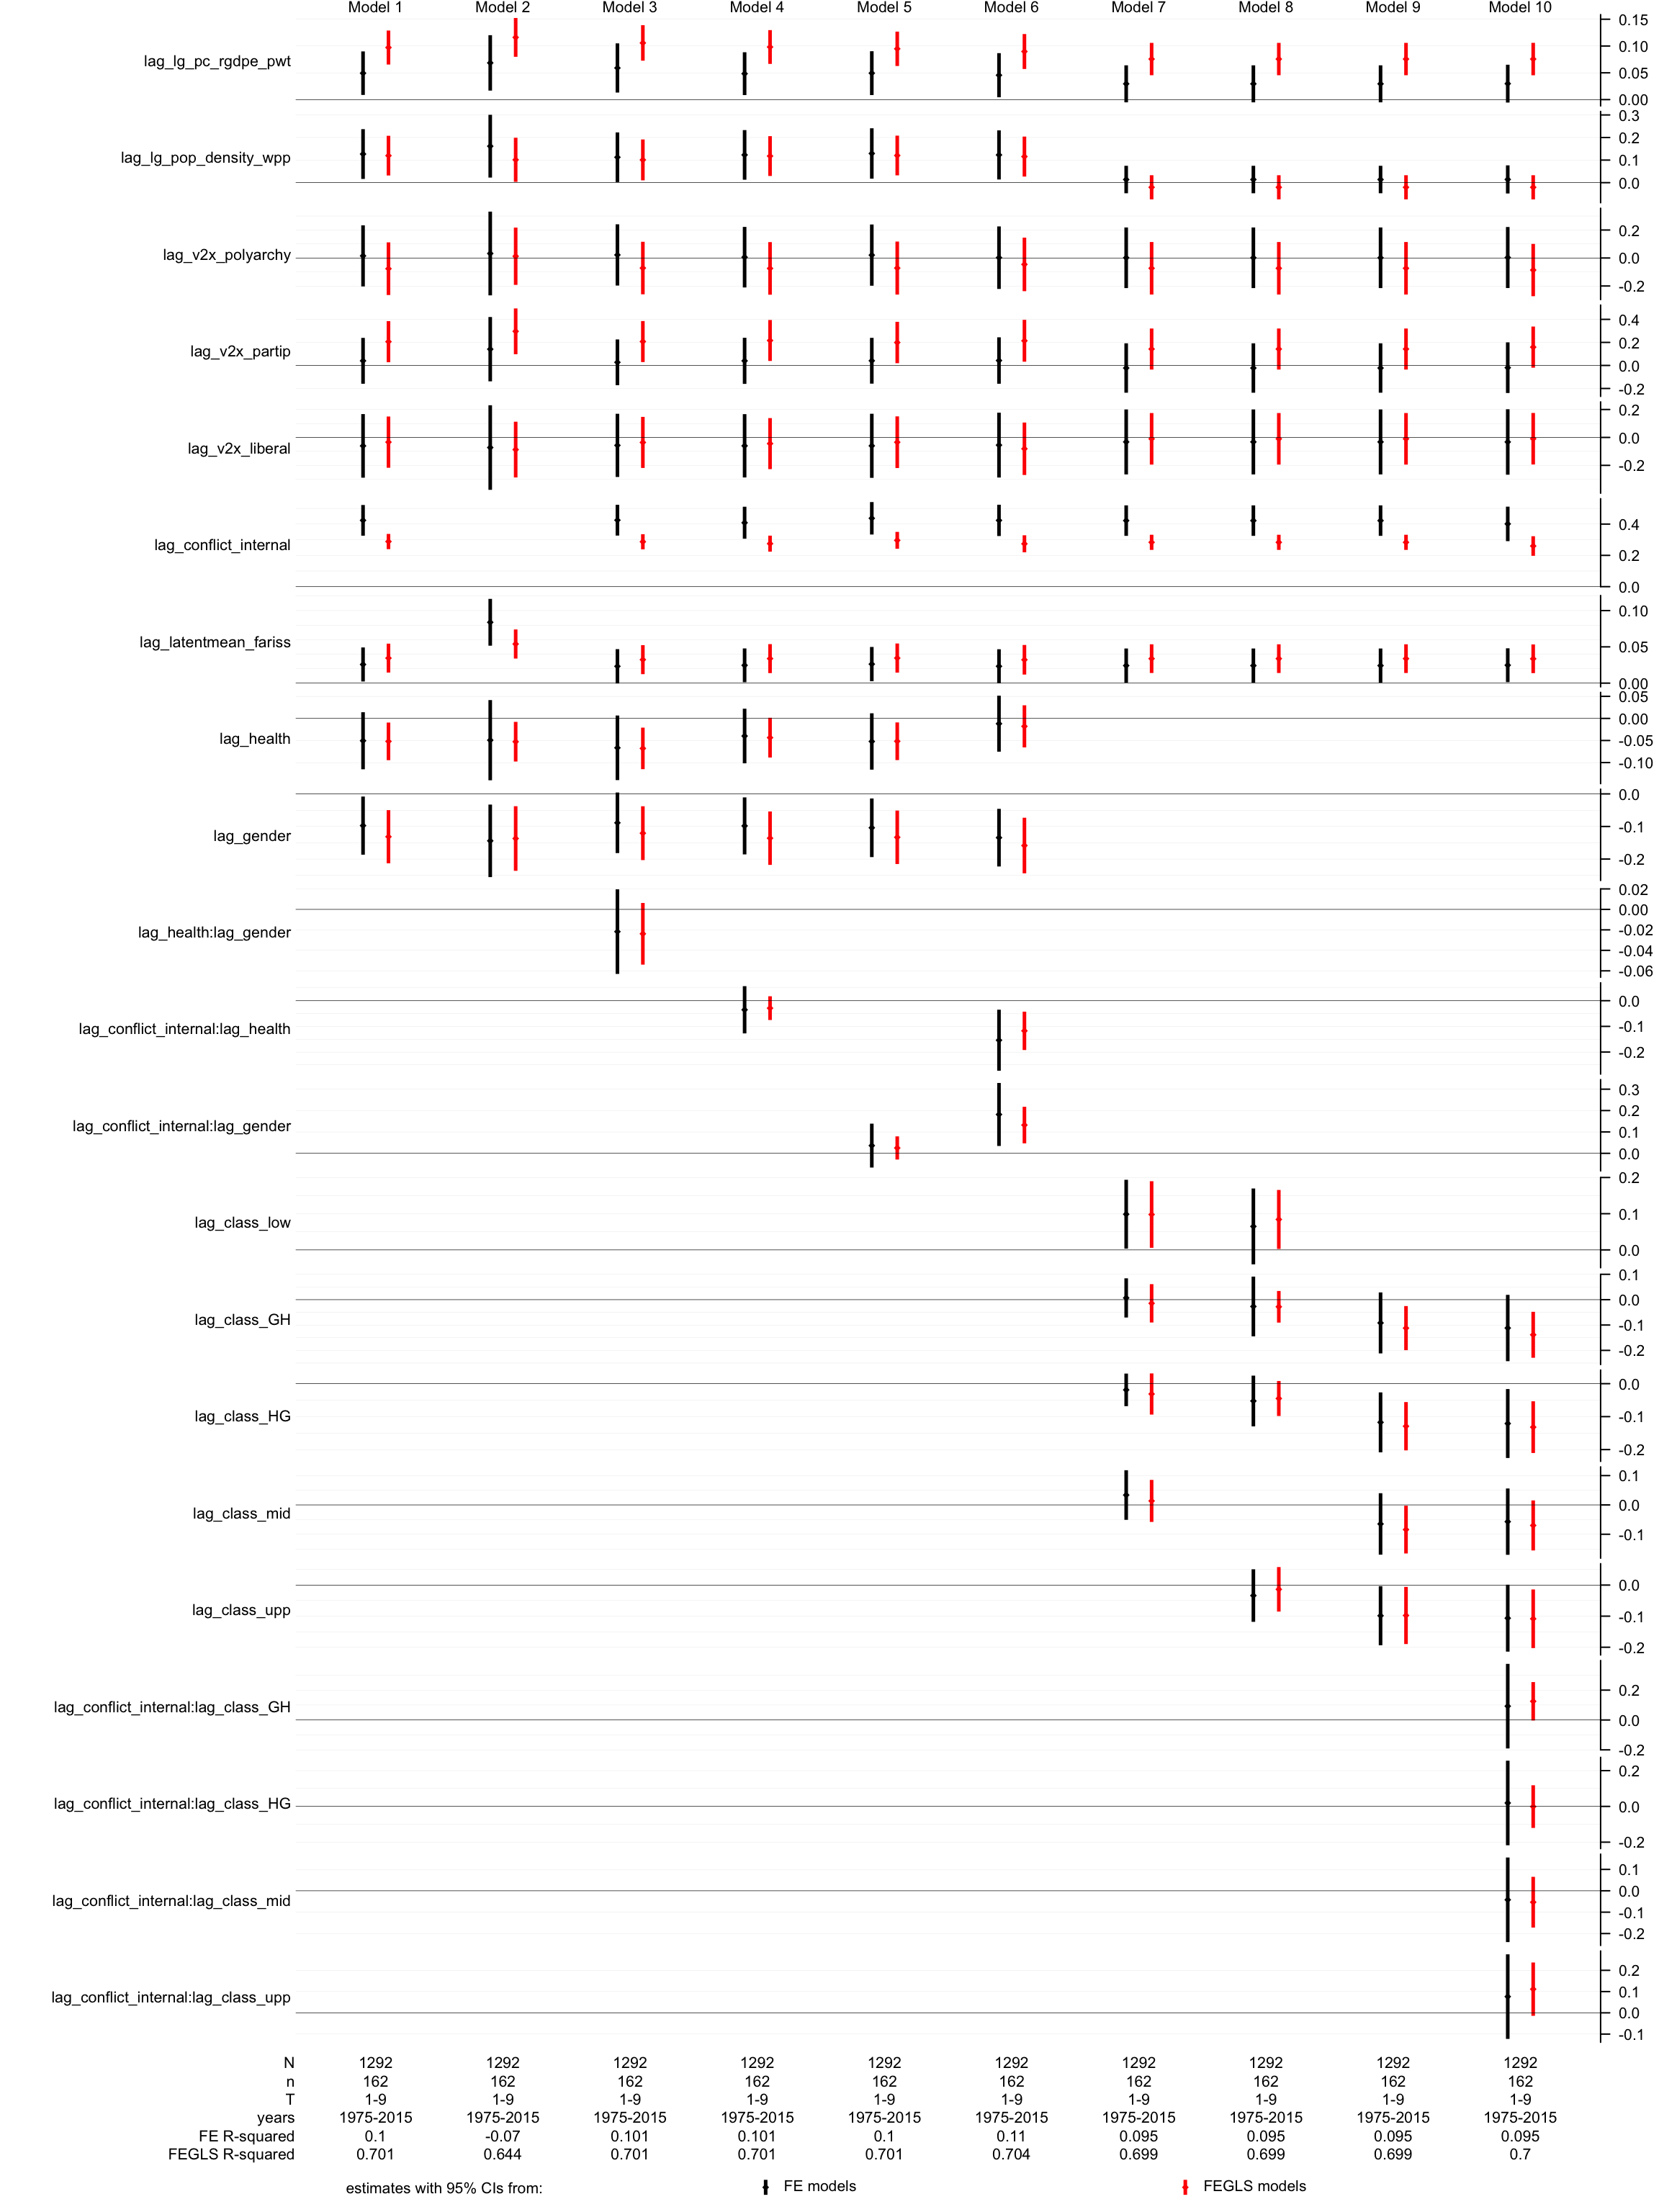 Model 1 Model 2 Model 3 Model 4 Model 5 Model 6 Model 7 Model 8 Model 9 Model 10
lag_lg_pc_rgdpe_pwt 0.15 0.10 0.05 0.00
lag_lg_pop_density_wpp 0.3 0.2 0.1 0.0
lag_v2x_polyarchy 0.2 0.0 -0.2
lag_v2x_partip 0.4 0.2 0.0 -0.2
lag_v2x_liberal 0.2 0.0 -0.2
lag_conflict_internal 0.4 0.2 0.0
lag_latentmean_fariss 0.10 0.05 0.00
lag_health 0.05 0.00 -0.05 -0.10
lag_gender 0.0 -0.1 -0.2
lag_health:lag_gender 0.02 0.00 -0.02 -0.04 -0.06
lag_conflict_internal:lag_health 0.0 -0.1 -0.2
lag_conflict_internal:lag_gender 0.3 0.2 0.1 0.0
lag_class_low 0.2 0.1 0.0
lag_class_GH 0.1 0.0 -0.1 -0.2
lag_class_HG 0.0 -0.1 -0.2
lag_class_mid 0.1 0.0 -0.1
lag_class_upp 0.0 -0.1 -0.2
lag_conflict_internal:lag_class_GH 0.2 0.0 -0.2
lag_conflict_internal:lag_class_HG 0.2 0.0 -0.2
lag_conflict_internal:lag_class_mid 0.1 0.0 -0.1 -0.2
lag_conflict_internal:lag_class_upp 0.2 0.1 0.0 -0.1
N 1292 1292 1292 1292 1292 1292 1292 1292 1292 1292
n 162 162 162 162 162 162 162 162 162 162
T 1-9 1-9 1-9 1-9 1-9 1-9 1-9 1-9 1-9 1-9
years 1975-2015 1975-2015 1975-2015 1975-2015 1975-2015 1975-2015 1975-2015 1975-2015 1975-2015 1975-2015
FE R-squared 0.1 -0.07 0.101 0.101 0.1 0.11 0.095 0.095 0.095 0.095
FEGLS R-squared 0.701 0.644 0.701 0.701 0.701 0.704 0.699 0.699 0.699 0.7
estimates with 95% CIs from: FE models FEGLS models